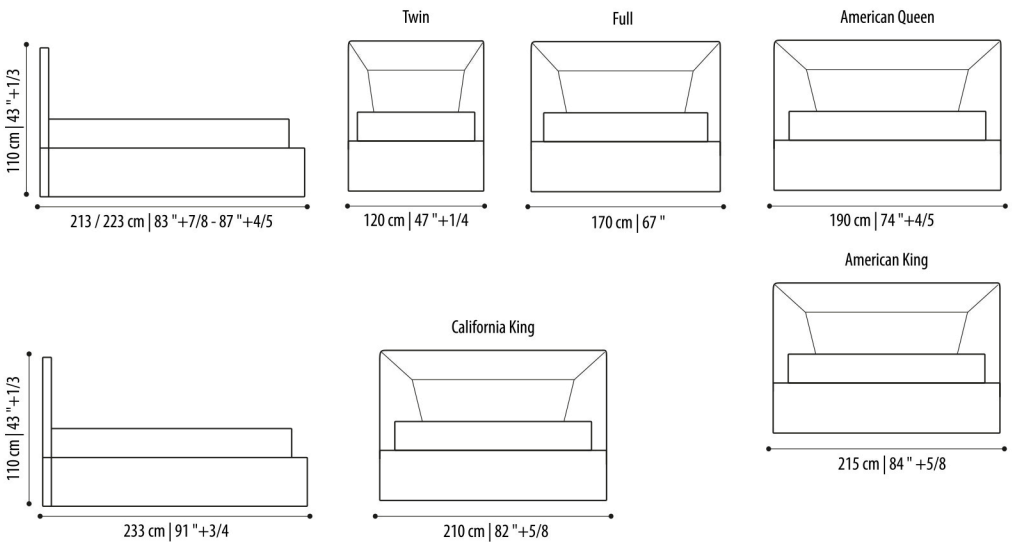 Twin
Full
American Queen
110 cm | 43 "+1/3
213 / 223 cm | 83 "+7/8 - 87 "+4/5
120 cm | 47 "+1/4
170 cm | 67 "
190 cm | 74 "+4/5
American King
California King
110 cm | 43 "+1/3
215 cm | 84 " +5/8
233 cm | 91 "+3/4
210 cm | 82 "+5/8